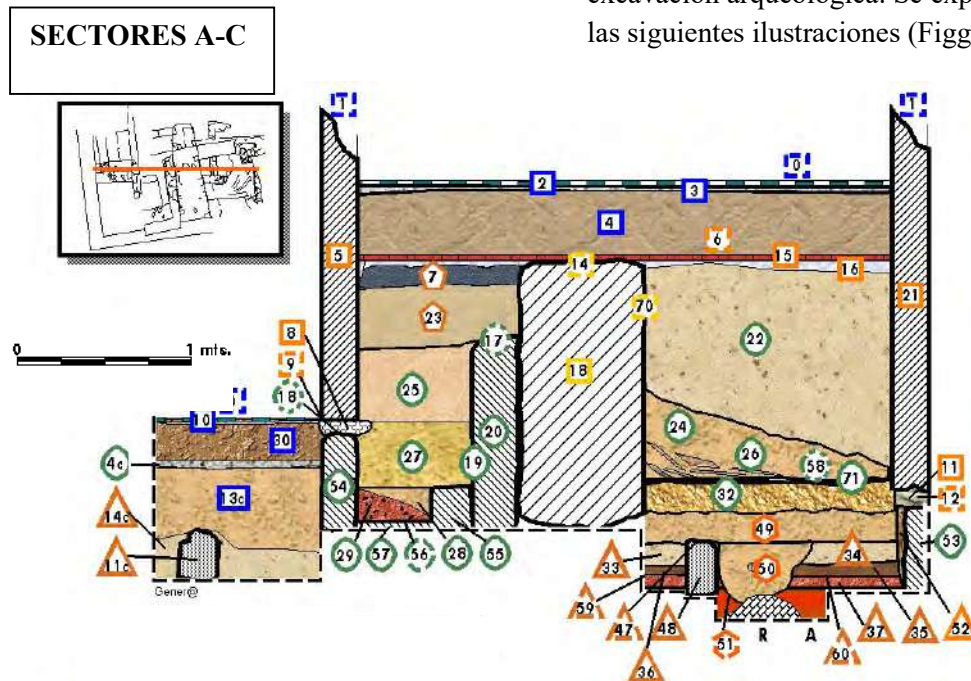 excavación arqueológica. Se exp
SECTORES A-C
las siguientes ilustraciones (Figg
1 1
0
2 3
4
6
5 14 15 16
7
21
23 70
8 17 22
0 1 mts.
9 18
18 25
10 24
30 20
4c 27 19 26 58 71 11
32 12
54
13c 49 53
14c
29 57 56 28 55 33 34
11c 50
Gener@
59 47 48 51 R A 60 37 35 52
36